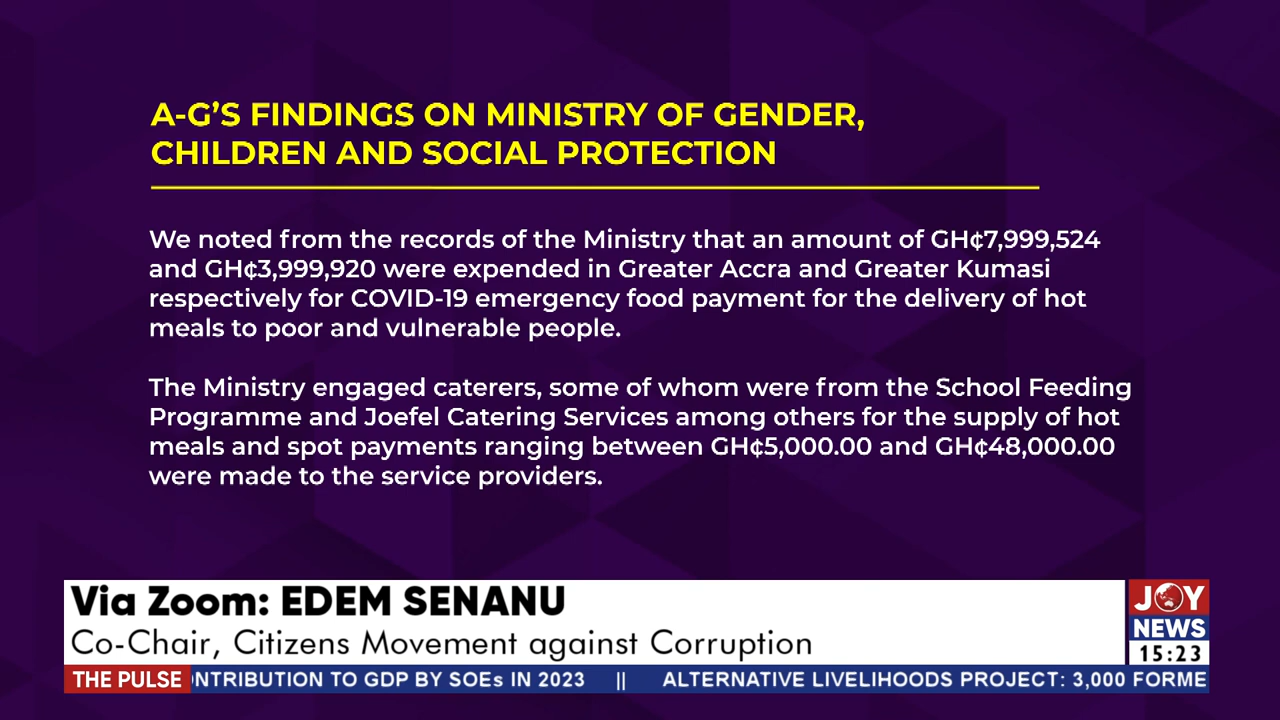 A-G’S FINDINGS ON MINISTRY OF GENDER,
CHILDREN AND SOCIAL PROTECTION
We noted from the records of the Ministry that an amount of GH¢7,999,524
and GH¢3,999,920 were expended in Greater Accra and Greater Kumasi
respectively for COVID-19 emergency food payment for the delivery of hot
meals to poor and vulnerable people.
The Ministry engaged caterers, some of whom were from the School Feeding
Programme and Joefel Catering Services among others for the supply of hot
meals and spot payments ranging between GH¢5,000.00 and GH¢48,000.00
were made to the service providers.
Via Zoom: EDEM SENANU
Co-Chair, Citizens Movement against Corruption
JOY
NEWS
15:23
THE PULSE NTRIBUTION TO GDP BY SOEs IN 2023 || ALTERNATIVE LIVELIHOODS PROJECT: 3,000 FORME